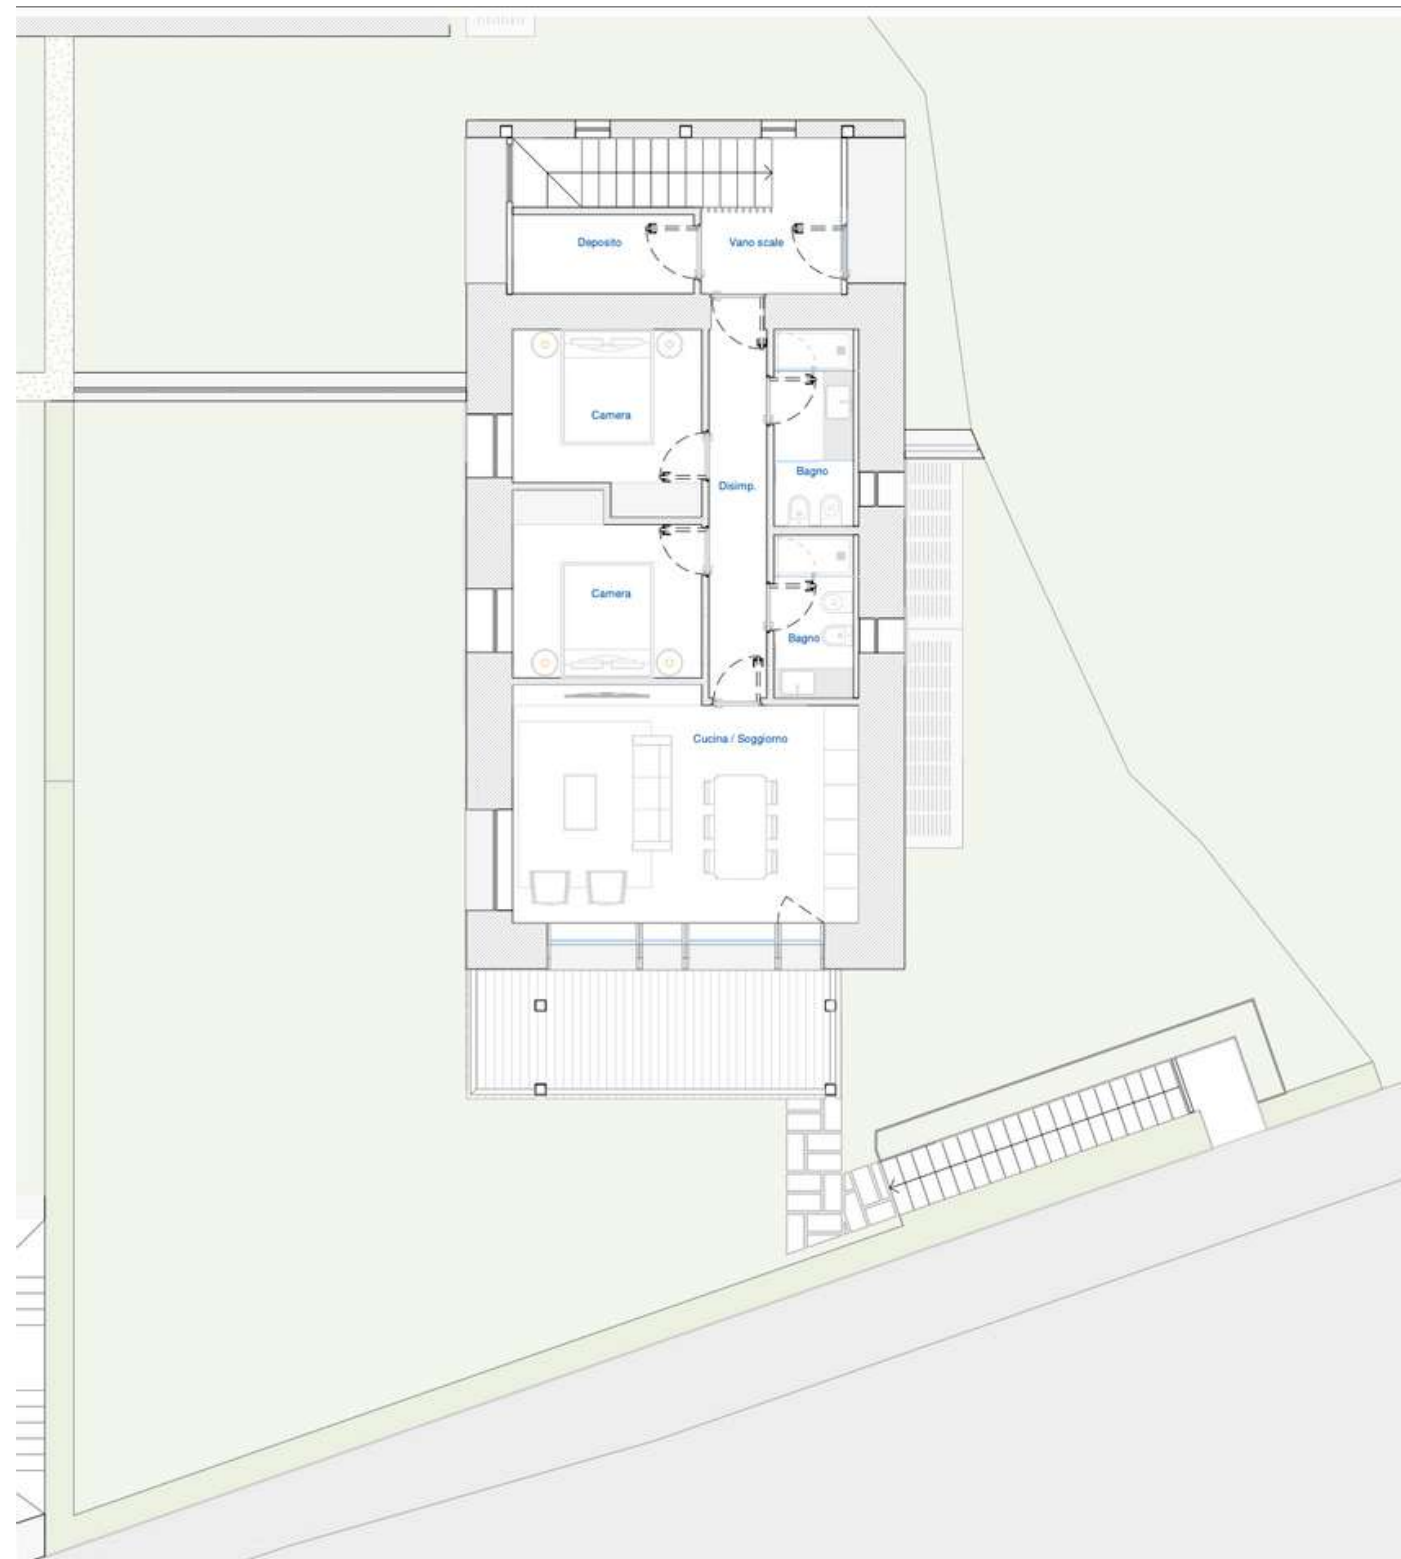 Deposito
Vano scale
Camera
Bagno
Disimp.
Camera
Bagno
Cucina / Soggiorno